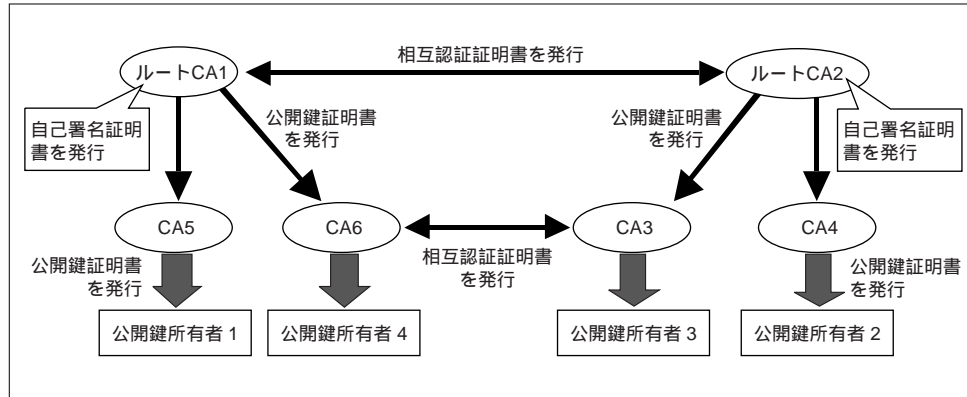 相互認証証明書を発行
ルートCA1
ルートCA2
自己署名証明
書を発行
公開鍵証明書
を発行
公開鍵証明書
を発行
自己署名証明
書を発行
CA5
CA6
CA3
CA4
相互認証証明書
を発行
公開鍵証明書
を発行
公開鍵証明書
を発行
公開鍵所有者 1
公開鍵所有者 4
公開鍵所有者 3
公開鍵所有者 2